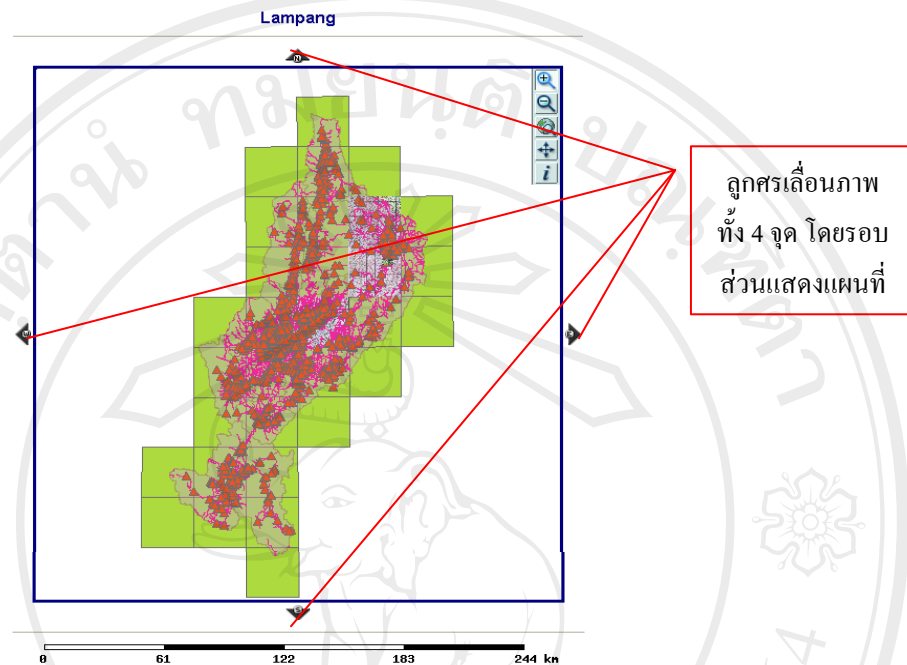 Lampang
N
i
ลูกศรเลื่อนภาพ
ทั้ง 4 จุด โดยรอบ
ส่วนแสดงแผนที่
0 61 122 183 244 km